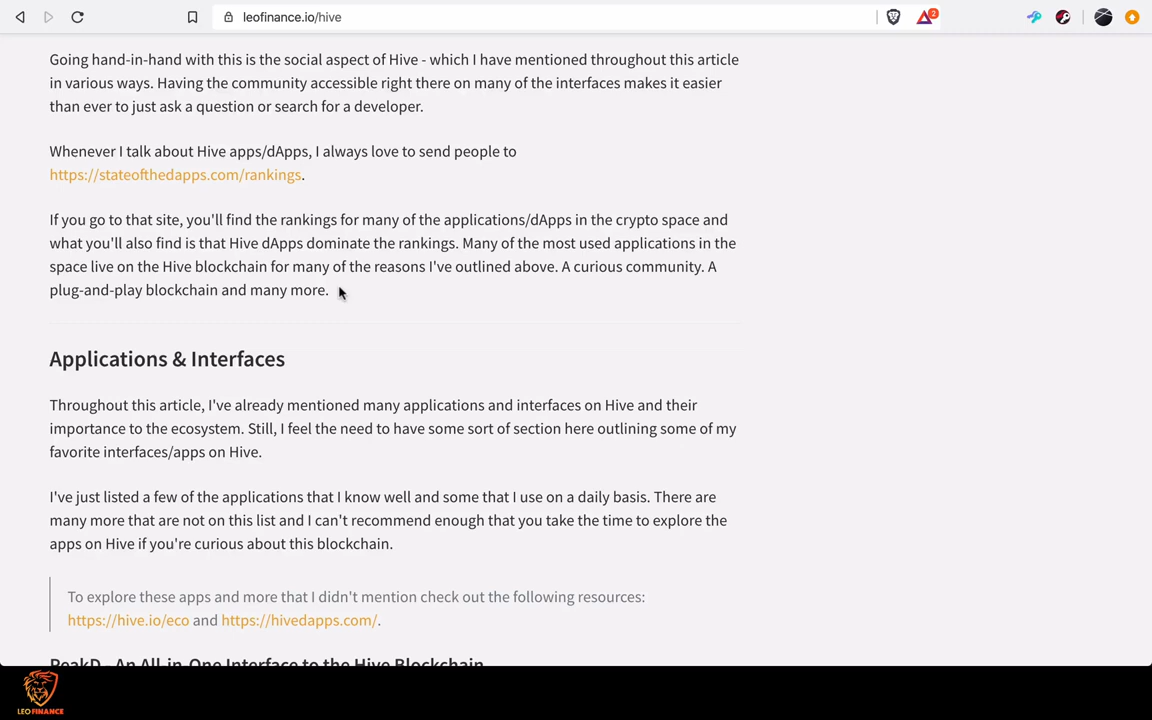 leofinance.io/hive
2
Going hand-in-hand with this is the social aspect of Hive - which I have mentioned throughout this article
in various ways. Having the community accessible right there on many of the interfaces makes it easier
than ever to just ask a question or search for a developer.
Whenever I talk about Hive apps/dApps, I always love to send people to
https://stateofthedapps.com/rankings.
If you go to that site, you'll find the rankings for many of the applications/dApps in the crypto space and
what you'll also find is that Hive dApps dominate the rankings. Many of the most used applications in the
space live on the Hive blockchain for many of the reasons I've outlined above. A curious community. A
plug-and-play blockchain and many more.
Applications & Interfaces
Throughout this article, I've already mentioned many applications and interfaces on Hive and their
importance to the ecosystem. Still, I feel the need to have some sort of section here outlining some of my
favorite interfaces/apps on Hive.
I've just listed a few of the applications that I know well and some that I use on a daily basis. There are
many more that are not on this list and I can't recommend enough that you take the time to explore the
apps on Hive if you're curious about this blockchain.
To explore these apps and more that I didn't mention check out the following resources:
https://hive.io/eco and https://hivedapps.com/.
PeakD - An All-in-One Interface to the Hive Blockchain
LEOFINANCE